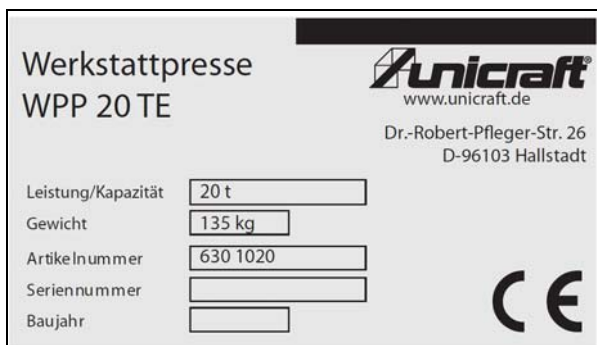 Werkstattpresse
WPP 20 TE
unicraft®
www.unicraft.de
Dr.-Robert-Pfleger-Str. 26
D-96103 Hallstadt
Leistung/Kapazität 20 t
Gewicht 135 kg
Artikelnummer 630 1020
Seriennummer
Baujahr
CE